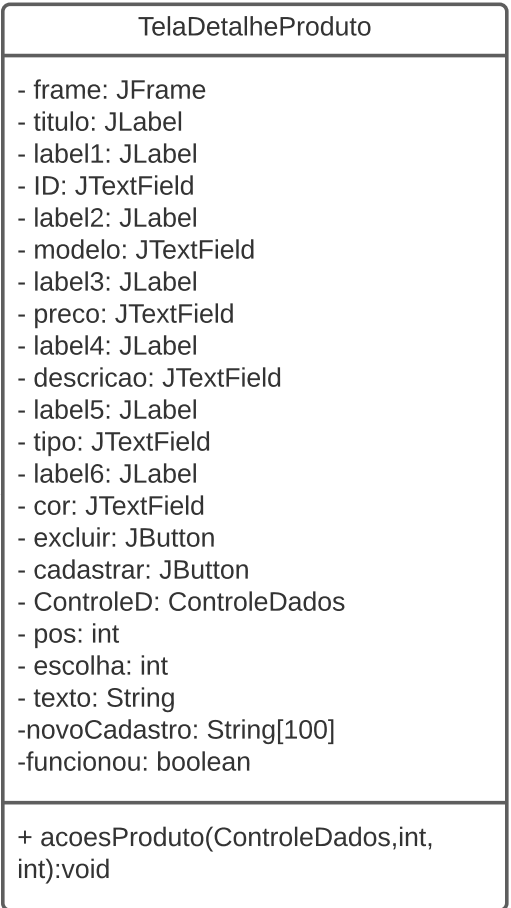 TelaDetalheProduto
- frame: JFrame
- titulo: JLabel
- label1: JLabel
- ID: JTextField
- label2: JLabel
- modelo: JTextField
- label3: JLabel
- preco: JTextField
- label4: JLabel
- descricao: JTextField
- label5: JLabel
- tipo: JTextField
- label6: JLabel
- cor: JTextField
- excluir: JButton
- cadastrar: JButton
- ControleD: ControleDados
- pos: int
- escolha: int
- texto: String
-novoCadastro: String[100]
-funcionou: boolean
+ acoesProduto(ControleDados,int,
int):void